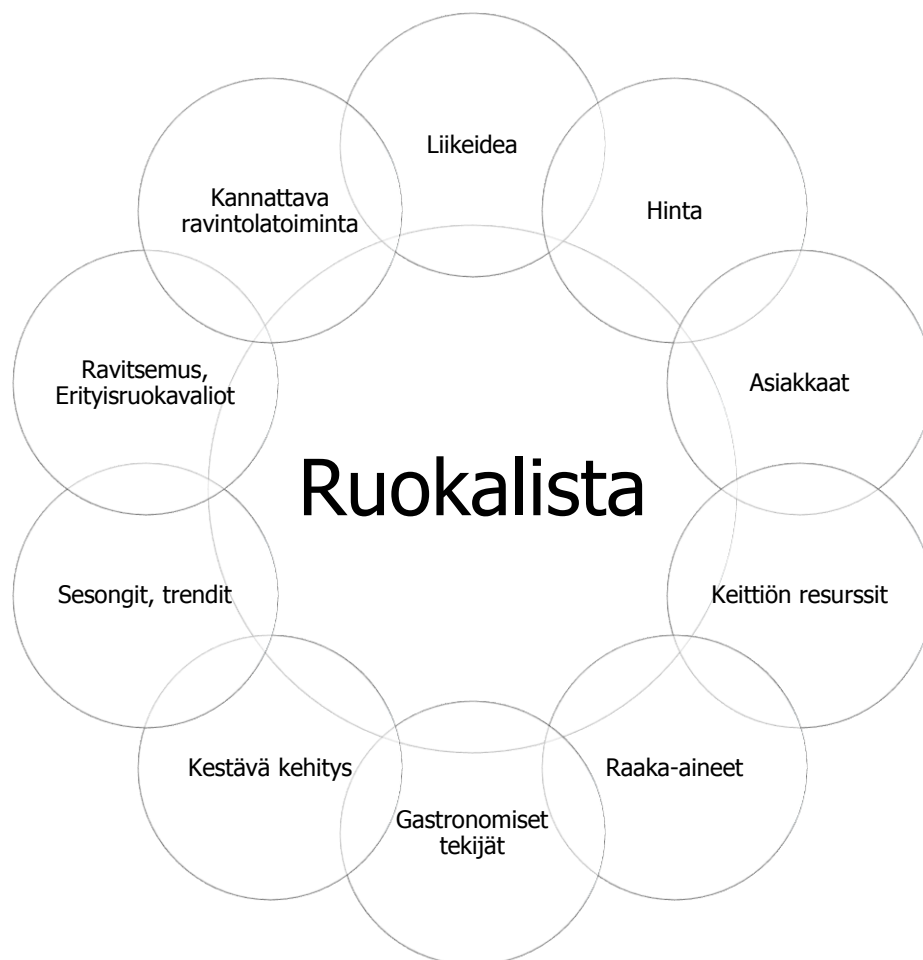 Liikeidea
Hinta
Asiakkaat
Keittiön resurssit
Raaka-aineet
Gastronomiset
tekijät
Kestävä kehitys
Sesongit, trendit
Ravitsemus,
Erityisruokavaliot
Kannattava
ravintolatoiminta
Ruokalista